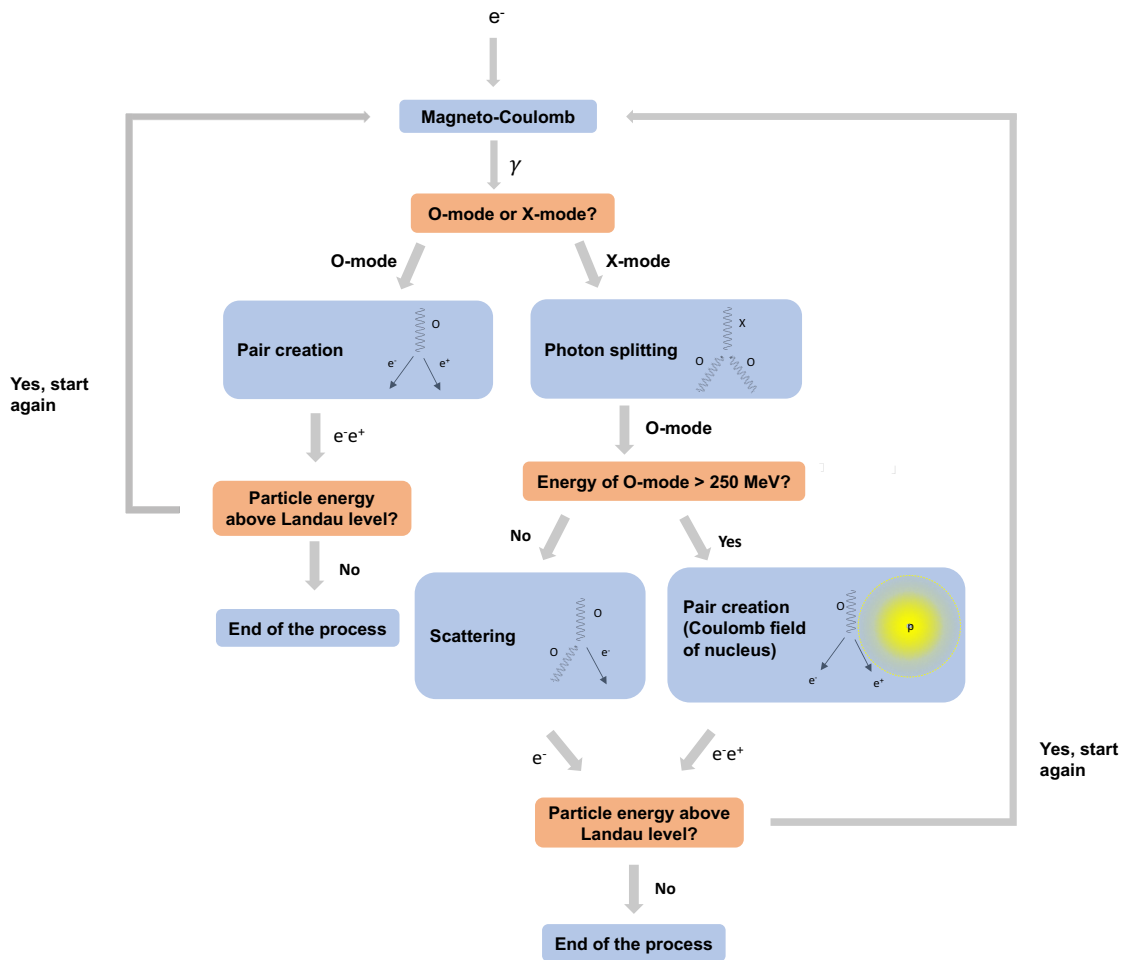 e-
Magneto-Coulomb
γ
O-mode or X-mode?
O-mode
X-mode
Pair creation
O
e-
e+
Photon splitting
X
O
O
Yes, start
again
e-e+
O-mode
Particle energy
above Landau level?
Energy of O-mode > 250 MeV?
No
No
Yes
End of the process
Scattering
O
O
e-
Pair creation
(Coulomb field
of nucleus)
O
p
e-
e+
e-
e-e+
Yes, start
again
Particle energy above
Landau level?
No
End of the process